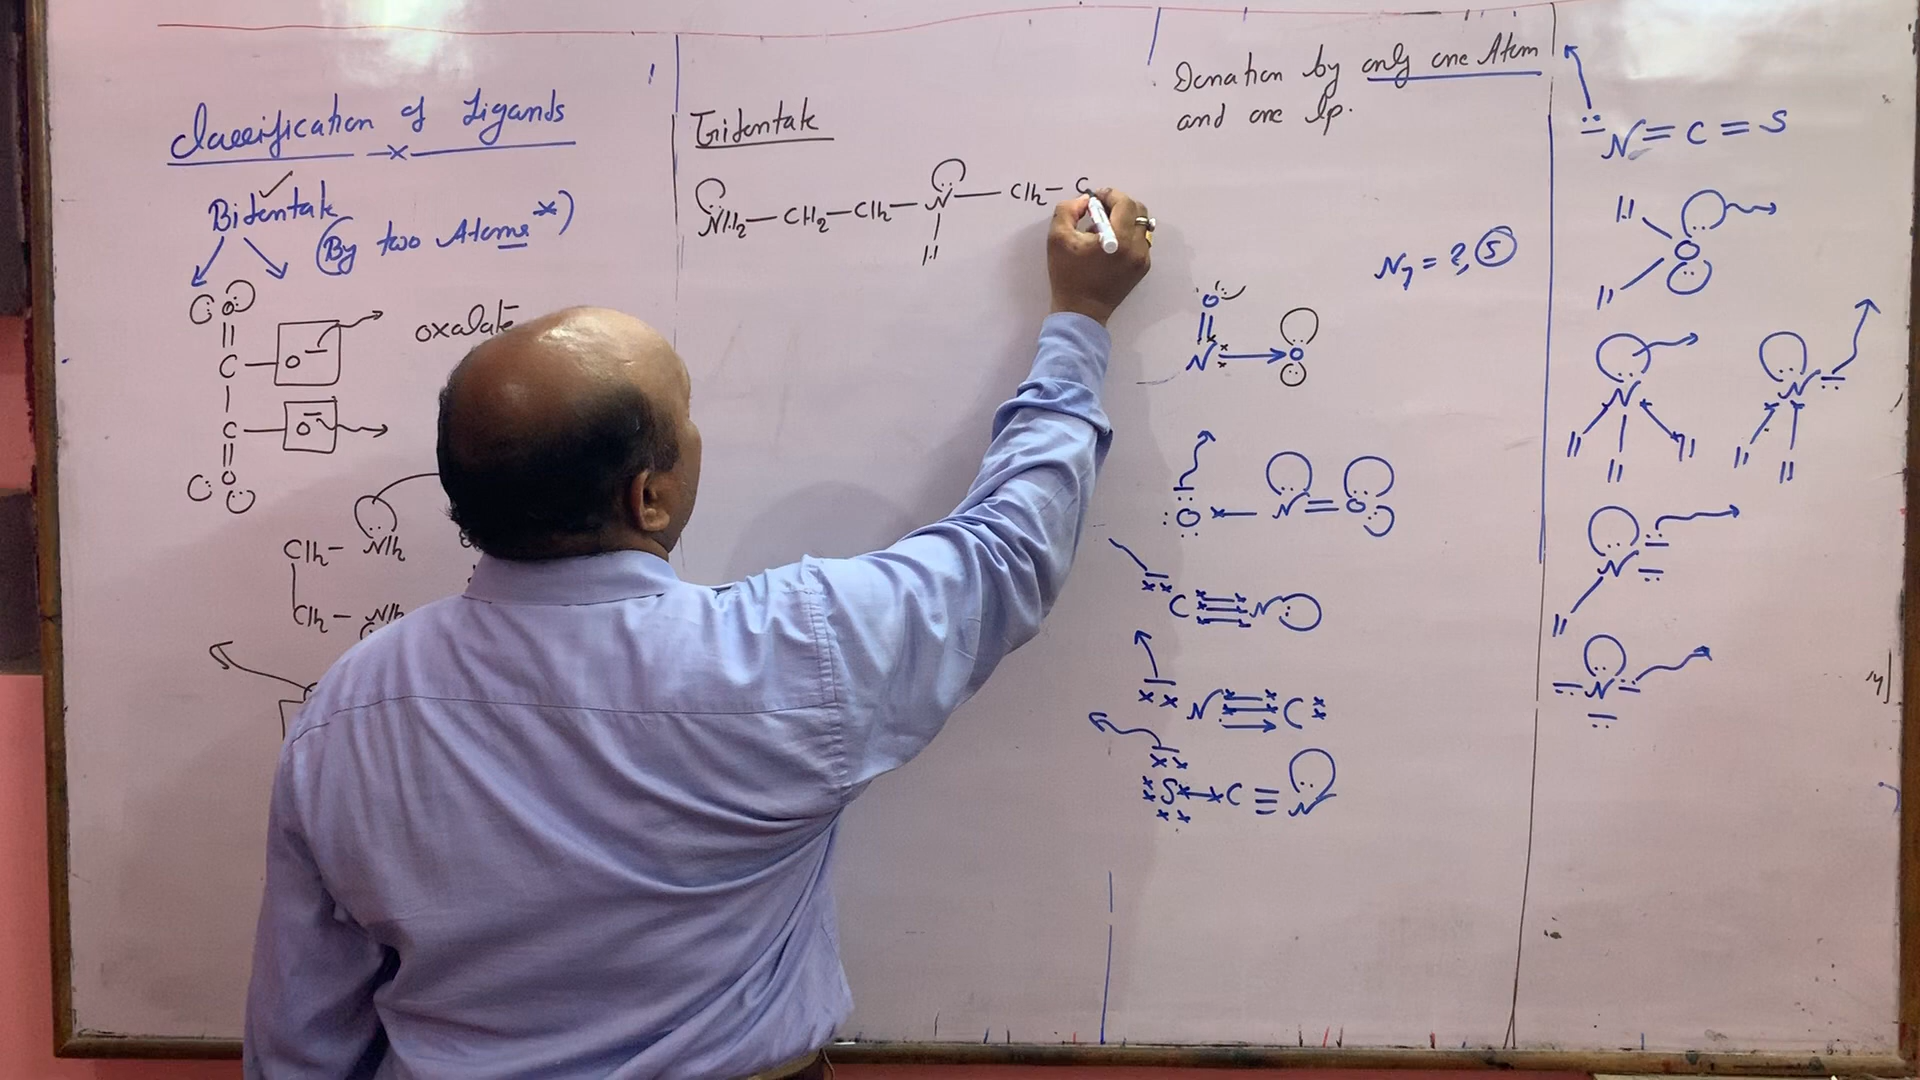 Classification of Ligands
Bidentate
(By two Atoms*)
oxalate
O
||
C — O⁻
|
C — O⁻
||
O
CH₂ — NH₂
|
CH₂ — NH₂
Tridentate
NH₂ — CH₂ — CH₂ — N — CH₂ — C
|
H
Donation by only one Atom
and one lp.
N₇ = 2, 5
O
||
N → O
O — N = O
C ≡ N
N ≡ C
S — C ≡ N
N = C = S
H
O
H
N
H H H
N
H H
N
H
N